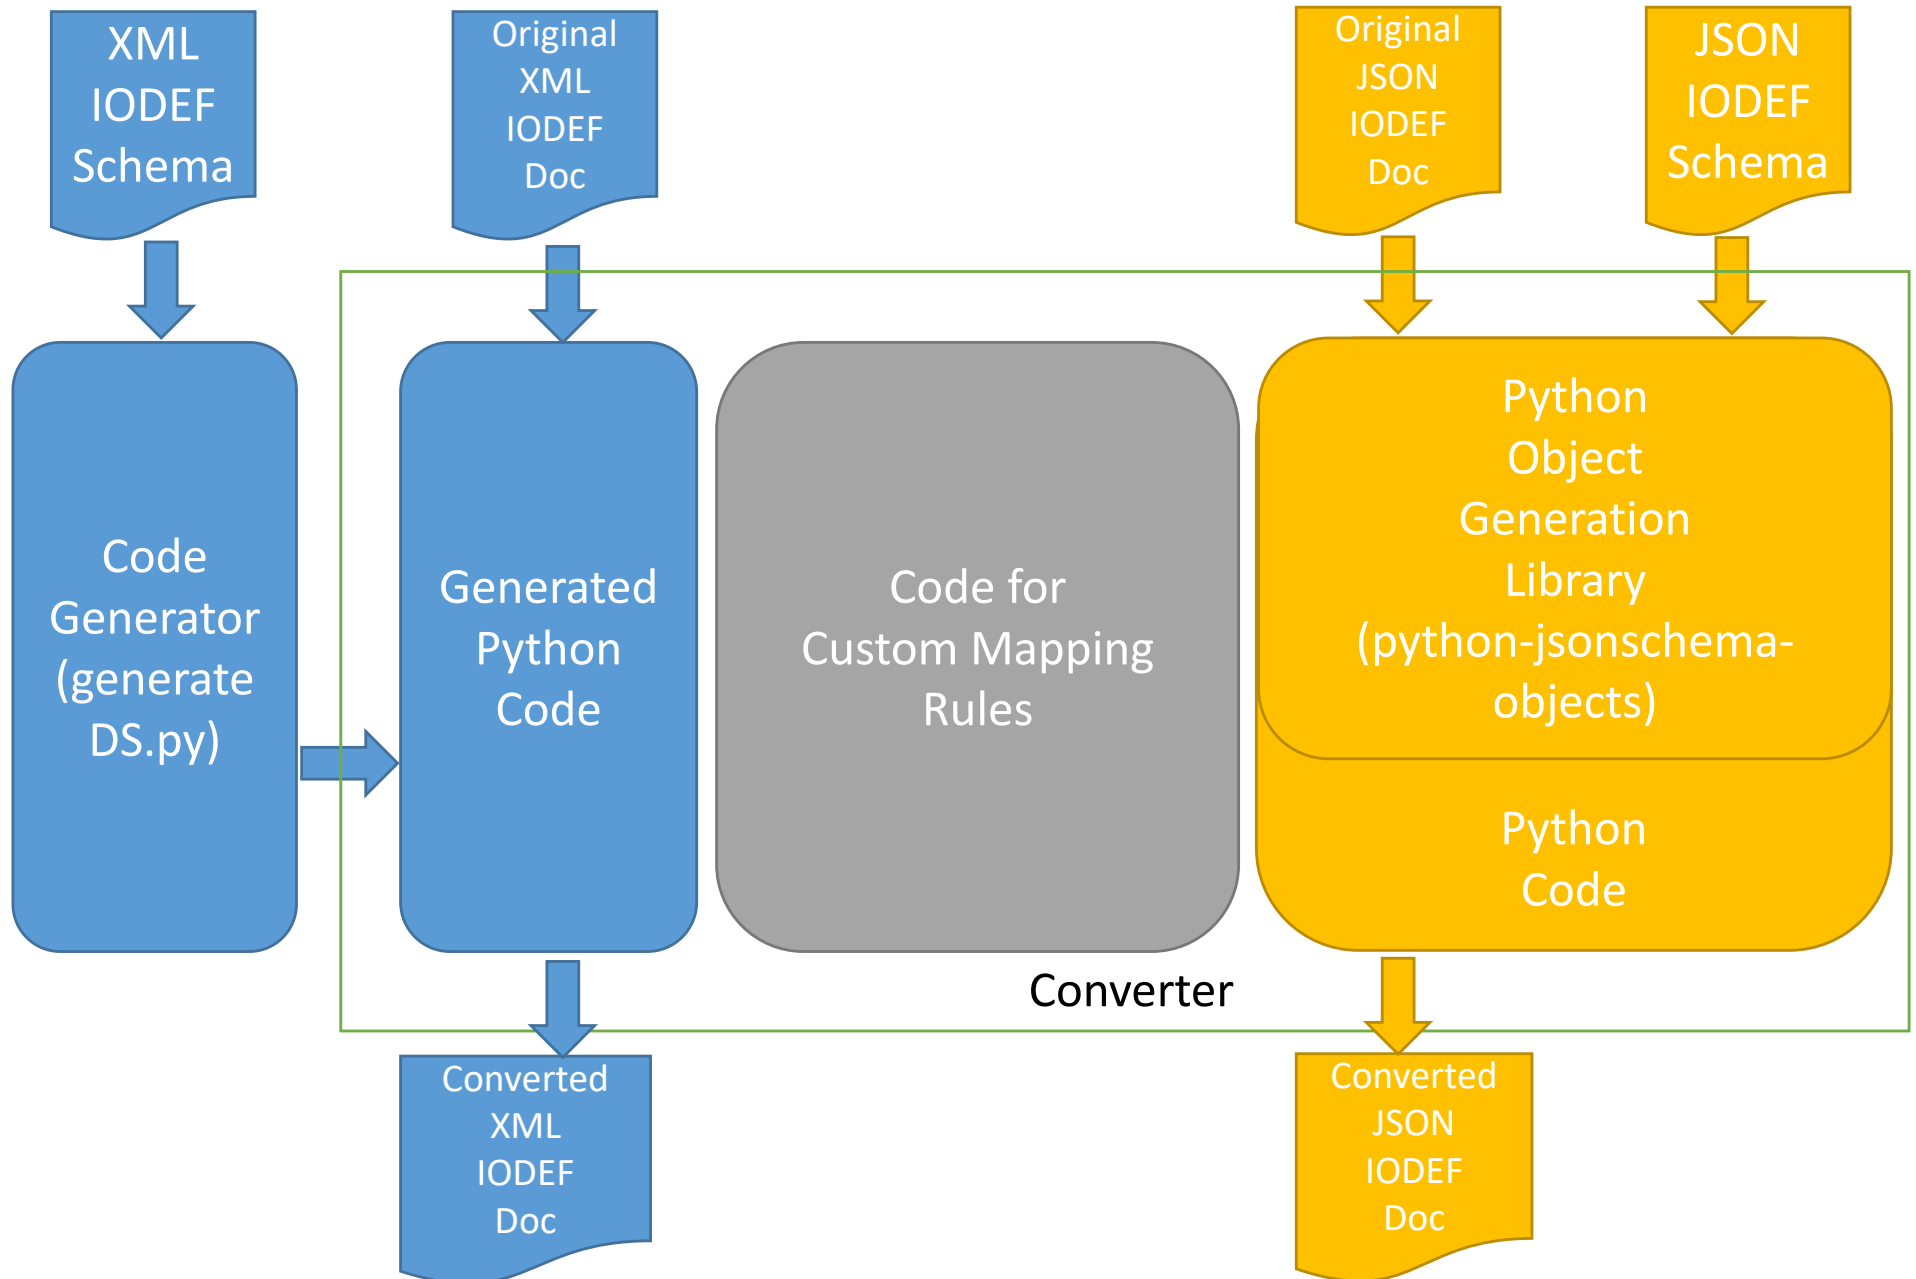 XML
IODEF
Schema
Original
XML
IODEF
Doc
Original
JSON
IODEF
Doc
JSON
IODEF
Schema
Code
Generator
(generate
DS.py)
Generated
Python
Code
Code for
Custom Mapping
Rules
Python
Object
Generation
Library
(python-jsonschema-
objects)
Python
Code
Converter
Converted
XML
IODEF
Doc
Converted
JSON
IODEF
Doc